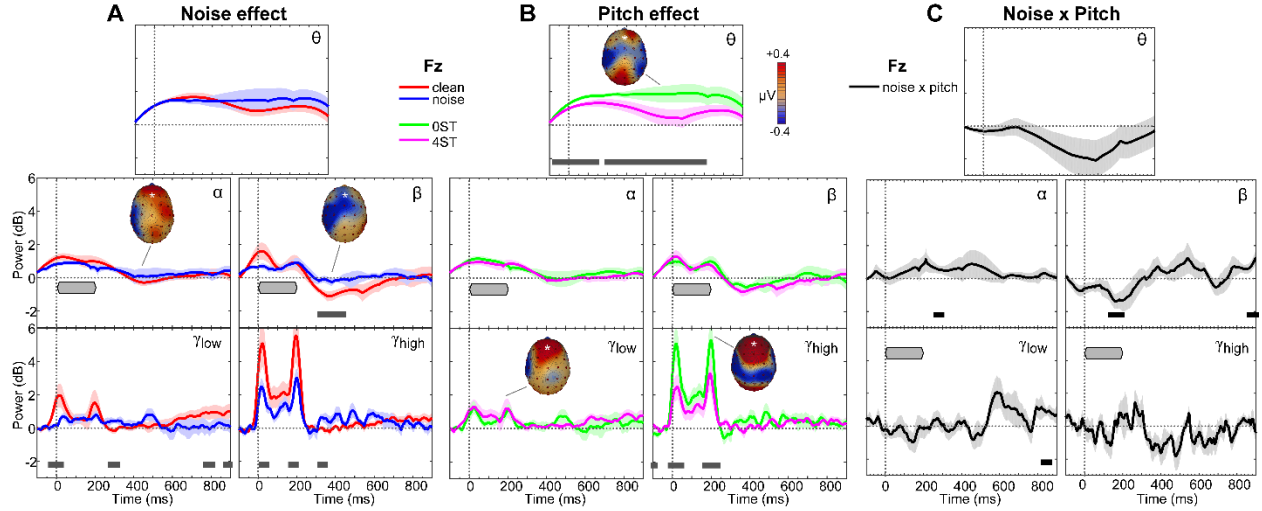 A Noise effect
B Pitch effect
C Noise x Pitch
θ
Fz
clean
noise
0ST
4ST
θ
+0.4
μV
-0.4
Fz
noise x pitch
θ
Power (dB)
6
4
2
0
-2
α
β
α
β
α
β
Power (dB)
6
4
2
0
-2
γlow
γhigh
γlow
γhigh
γlow
γhigh
0 200 400 600 800
0 200 400 600 800
0 200 400 600 800
0 200 400 600 800
0 200 400 600 800
0 200 400 600 800
Time (ms)
Time (ms)
Time (ms)
Time (ms)
Time (ms)
Time (ms)